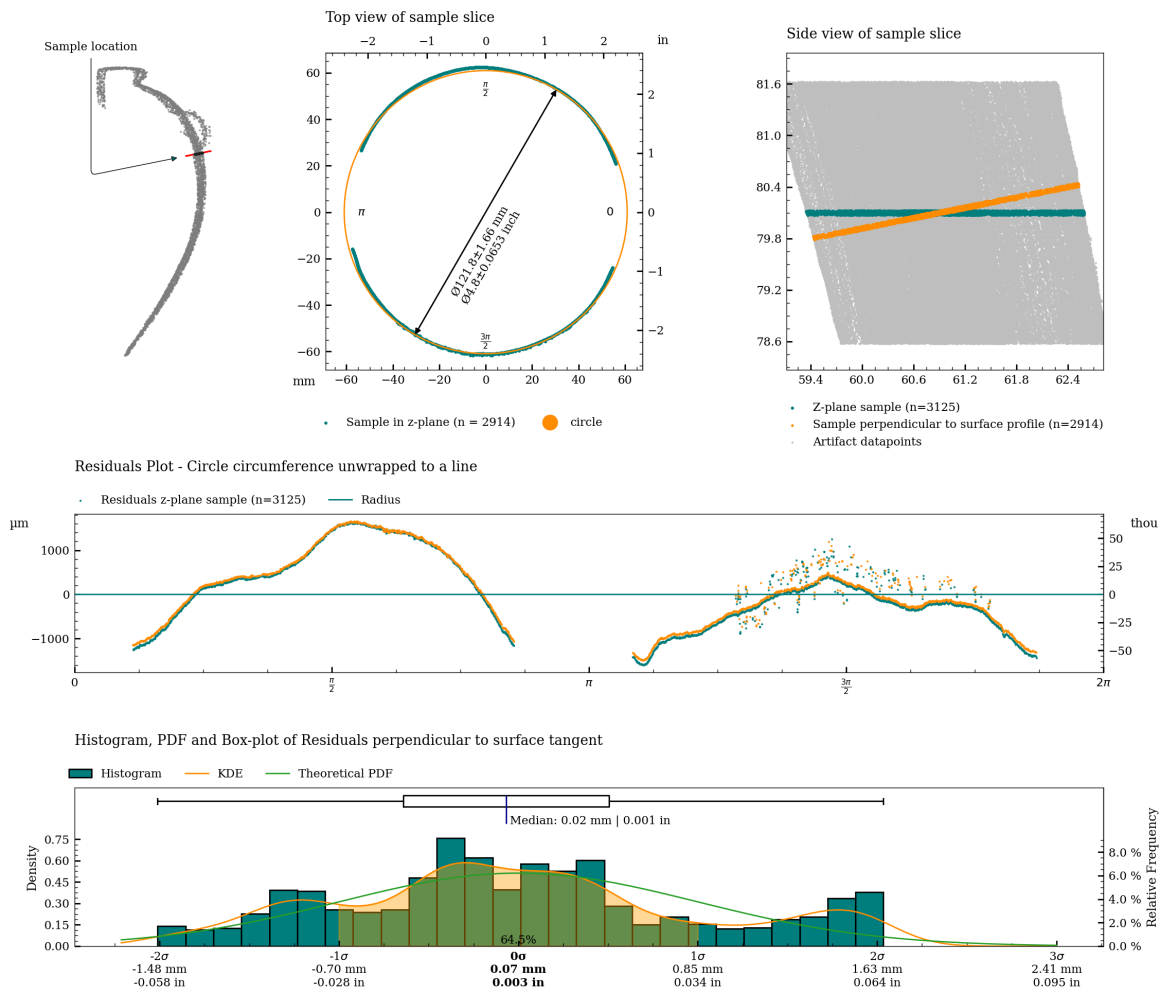 Sample location
Top view of sample slice
−2 −1 0 1 2 in
60 40 20 0 −20 −40 −60
2 1 0 −1 −2
π/2
π
0
3π/2
Ø121.8±1.66 mm
Ø4.8±0.0653 inch
mm −60 −40 −20 0 20 40 60
Sample in z-plane (n = 2914) circle
Side view of sample slice
81.6
81.0
80.4
79.8
79.2
78.6
59.4 60.0 60.6 61.2 61.8 62.4
Z-plane sample (n=3125)
Sample perpendicular to surface profile (n=2914)
Artifact datapoints
Residuals Plot - Circle circumference unwrapped to a line
Residuals z-plane sample (n=3125) Radius
µm thou
1000 0 −1000
50 25 0 −25 −50
0 π/2 π 3π/2 2π
Histogram, PDF and Box-plot of Residuals perpendicular to surface tangent
Histogram KDE Theoretical PDF
Median: 0.02 mm | 0.001 in
Density
0.75 0.60 0.45 0.30 0.15 0.00
Relative Frequency
8.0 % 6.0 % 4.0 % 2.0 % 0.0 %
64.5%
-2σ -1σ 0σ 1σ 2σ 3σ
-1.48 mm -0.70 mm 0.07 mm 0.85 mm 1.63 mm 2.41 mm
-0.058 in -0.028 in 0.003 in 0.034 in 0.064 in 0.095 in